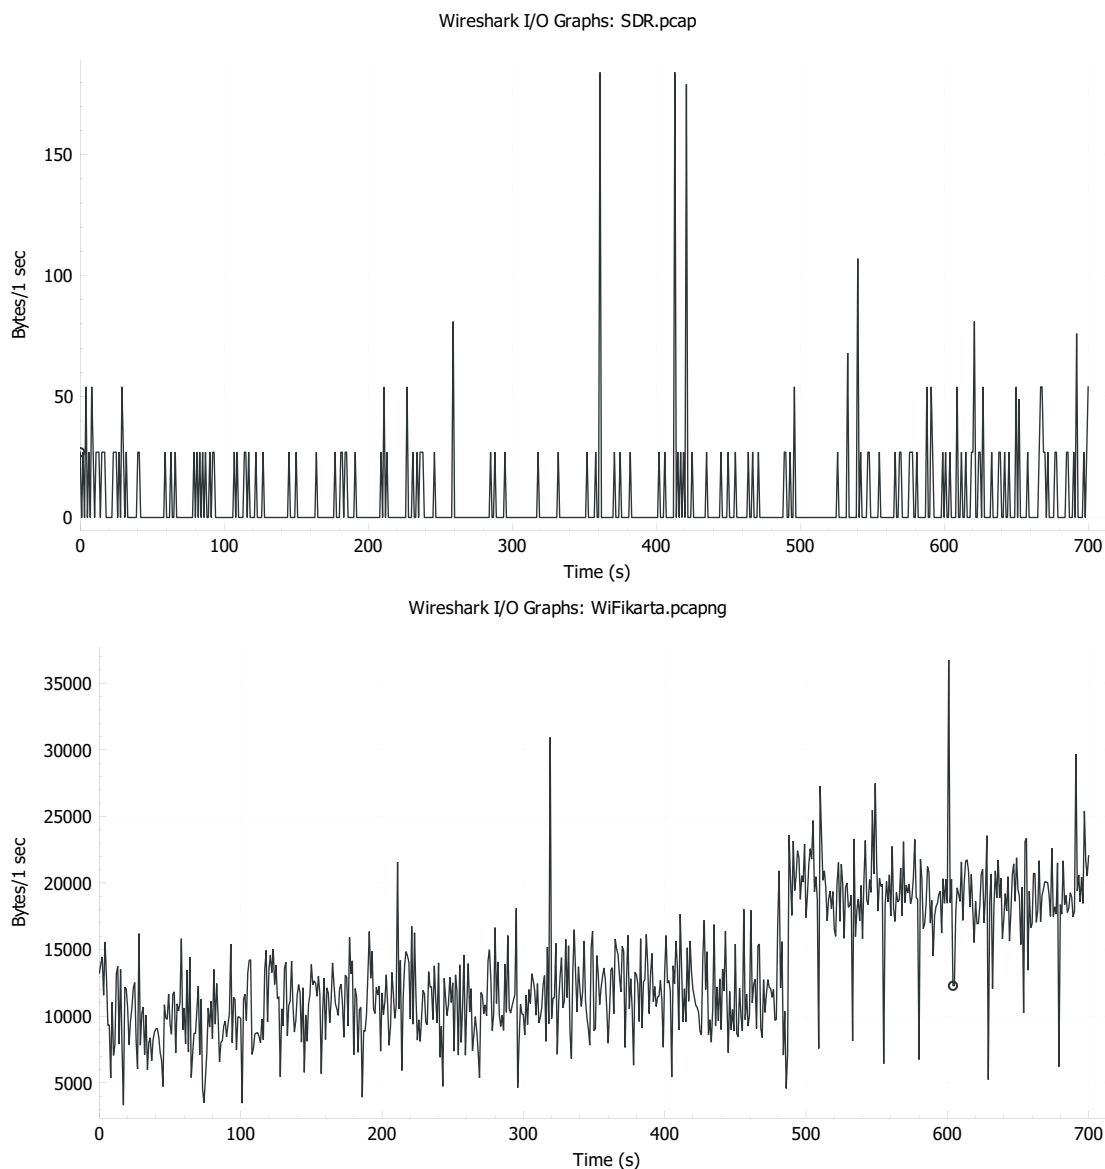 Wireshark I/O Graphs: SDR.pcap
150
100
50
0
Bytes/1 sec
0 100 200 300 400 500 600 700
Time (s)
Wireshark I/O Graphs: WiFikarta.pcapng
35000
30000
25000
20000
15000
10000
5000
Bytes/1 sec
0 100 200 300 400 500 600 700
Time (s)